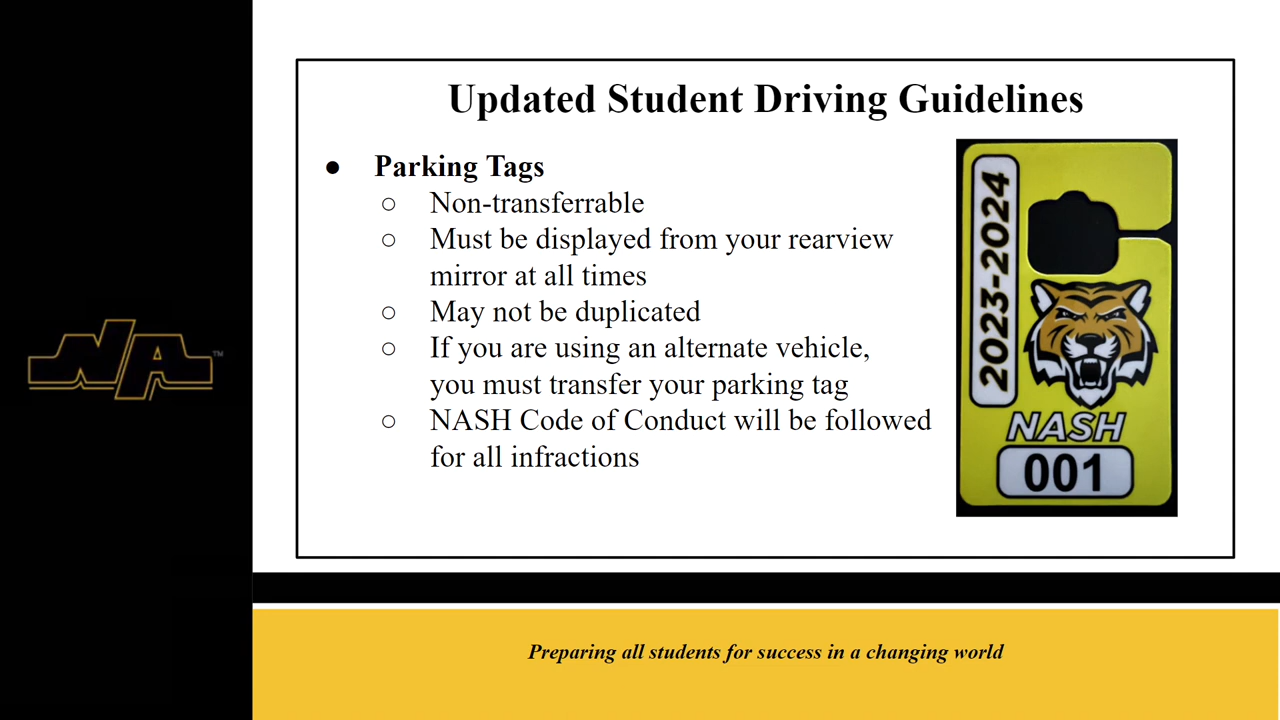 Updated Student Driving Guidelines
● Parking Tags
○ Non-transferrable
○ Must be displayed from your rearview
mirror at all times
○ May not be duplicated
○ If you are using an alternate vehicle,
you must transfer your parking tag
○ NASH Code of Conduct will be followed
for all infractions
2023-2024
NASH
001
NA™
Preparing all students for success in a changing world